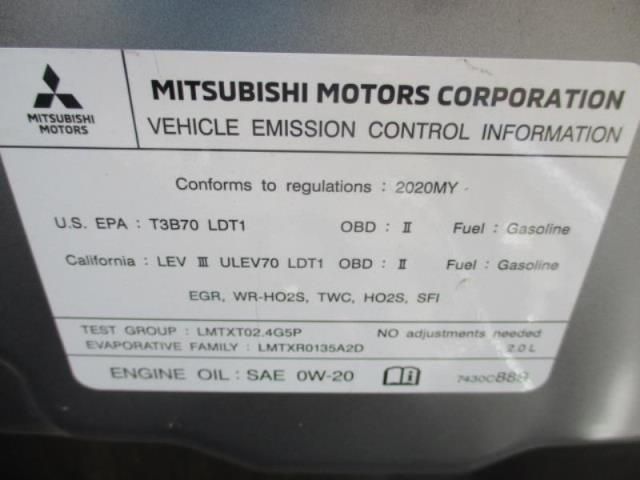 MITSUBISHI MOTORS
MITSUBISHI MOTORS CORPORATION
VEHICLE EMISSION CONTROL INFORMATION
Conforms to regulations : 2020MY
U.S. EPA : T3B70 LDT1 OBD : II Fuel : Gasoline
California : LEV III ULEV70 LDT1 OBD : II Fuel : Gasoline
EGR, WR-HO2S, TWC, HO2S, SFI
TEST GROUP : LMTXT02.4G5P NO adjustments needed
EVAPORATIVE FAMILY : LMTXR0135A2D 2.0 L
ENGINE OIL : SAE 0W-20 7430C889